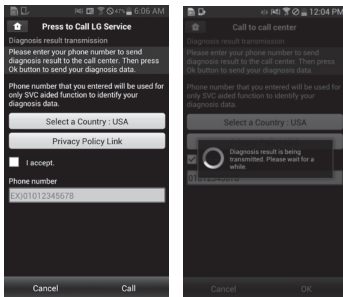 47% 6:06 AM
Press to Call LG Service
Diagnosis result transmission
Please enter your phone number to send
diagnosis result to the call center. Then press
Ok button to send your diagnosis data.
Phone number that you entered will be used for
only SVC aided function to identify your
diagnosis data.
Select a Country : USA
Privacy Policy Link
I accept.
Phone number
EX)01012345678
Cancel
Call
12:04 PM
Call to call center
Diagnosis result transmission
Please enter your phone number to send
diagnosis result to the call center. Then press
Ok button to send your diagnosis data.
Phone number that you entered will be used for
only SVC aided function to identify your
diagnosis data.
Select a Country : USA
Diagnosis result is being
transmitted. Please wait for a
while.
Cancel
OK